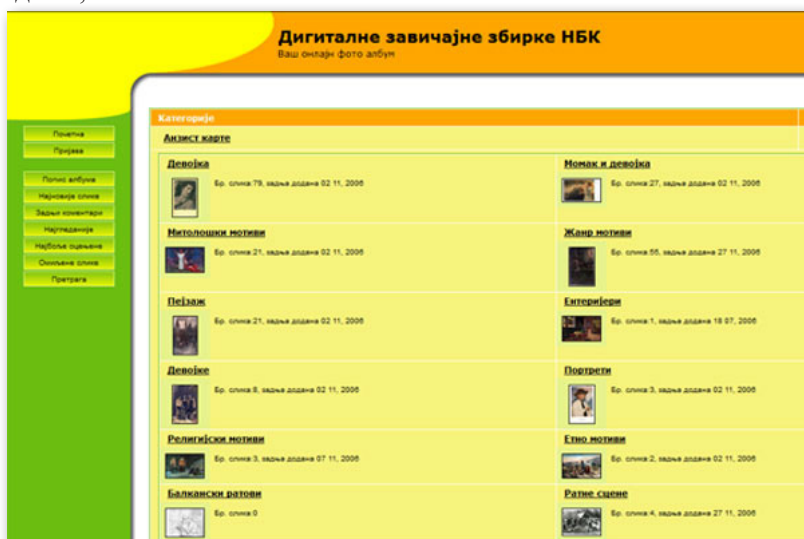 Дигиталне завичајне збирке НБК
Ваш онлајн фото албум
Почетна
Пријава
Попис албума
Најновије слике
Задњи коментари
Најгледаније
Најбоље оцењене
Омиљене слике
Претрага
Категорије
Анзист карте
Девојка
Бр. слика:79, задња додана 02 11, 2006
Момак и девојка
Бр. слика:27, задња додана 02 11, 2006
Митолошки мотиви
Бр. слика:21, задња додана 02 11, 2006
Жанр мотиви
Бр. слика:56, задња додана 27 11, 2006
Пејзаж
Бр. слика:21, задња додана 02 11, 2006
Ентеријери
Бр. слика:1, задња додана 18 07, 2006
Девојке
Бр. слика:8, задња додана 02 11, 2006
Портрети
Бр. слика:3, задња додана 02 11, 2006
Религијски мотиви
Бр. слика:3, задња додана 07 11, 2006
Етно мотиви
Бр. слика:2, задња додана 02 11, 2006
Балкански ратови
Бр. слика:0
Ратне сцене
Бр. слика:4, задња додана 27 11, 2006